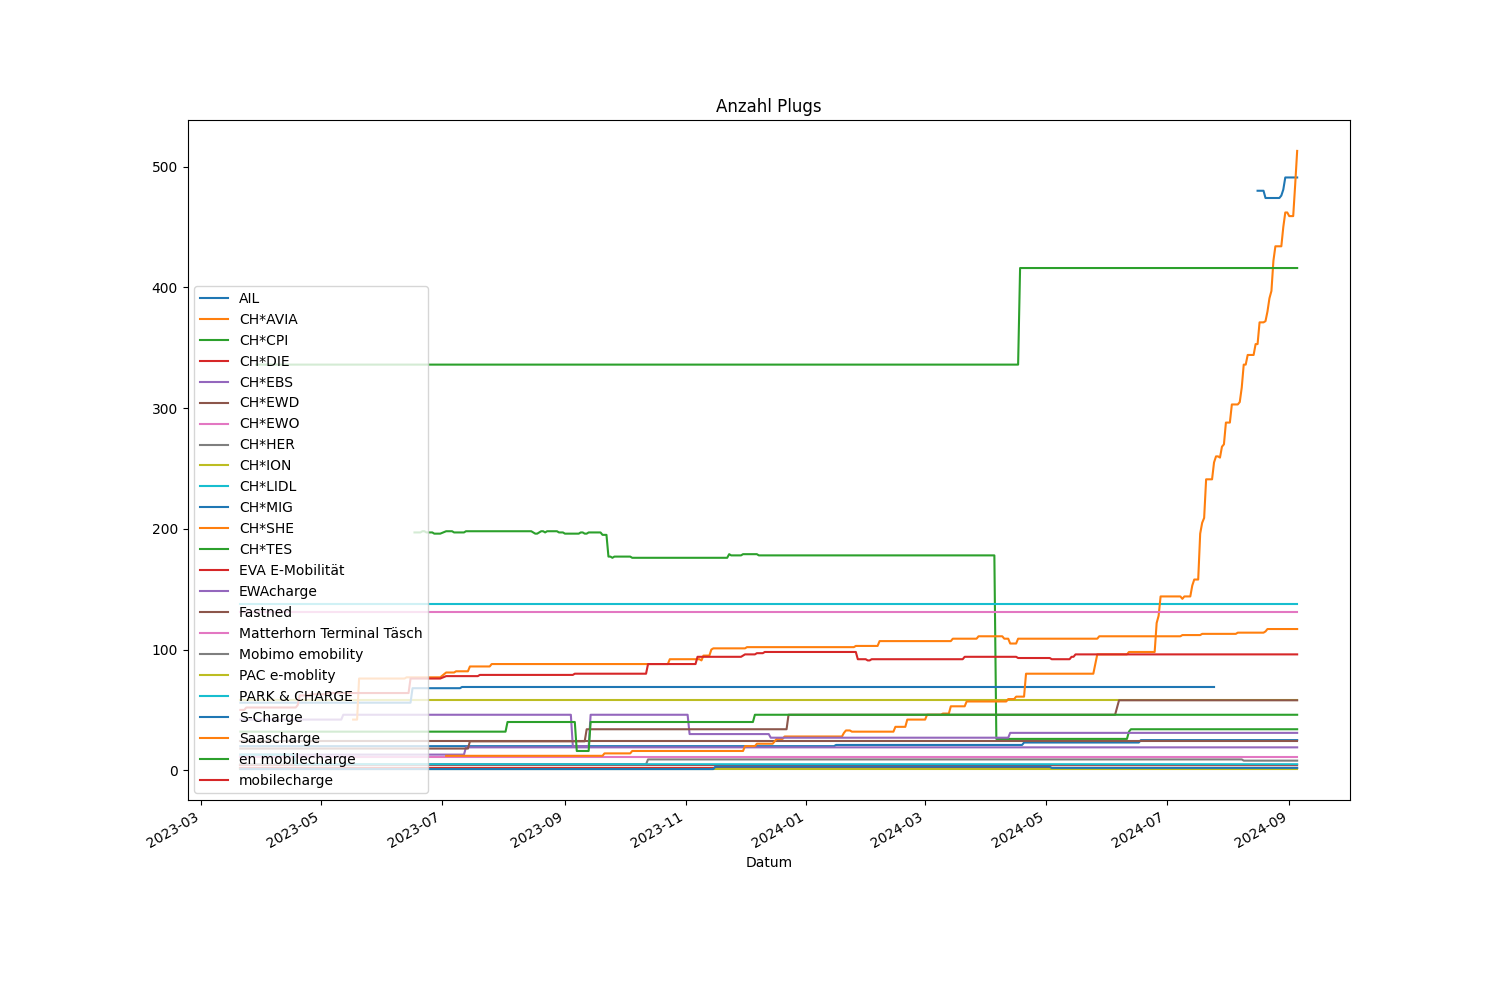 Anzahl Plugs
500
400
300
200
100
0
AIL
CH*AVIA
CH*CPI
CH*DIE
CH*EBS
CH*EWD
CH*EWO
CH*HER
CH*ION
CH*LIDL
CH*MIG
CH*SHE
CH*TES
EVA E-Mobilität
EWAcharge
Fastned
Matterhorn Terminal Täsch
Mobimo emobility
PAC e-moblity
PARK & CHARGE
S-Charge
Saascharge
en mobilecharge
mobilecharge
2023-03
2023-05
2023-07
2023-09
2023-11
2024-01
2024-03
2024-05
2024-07
2024-09
Datum